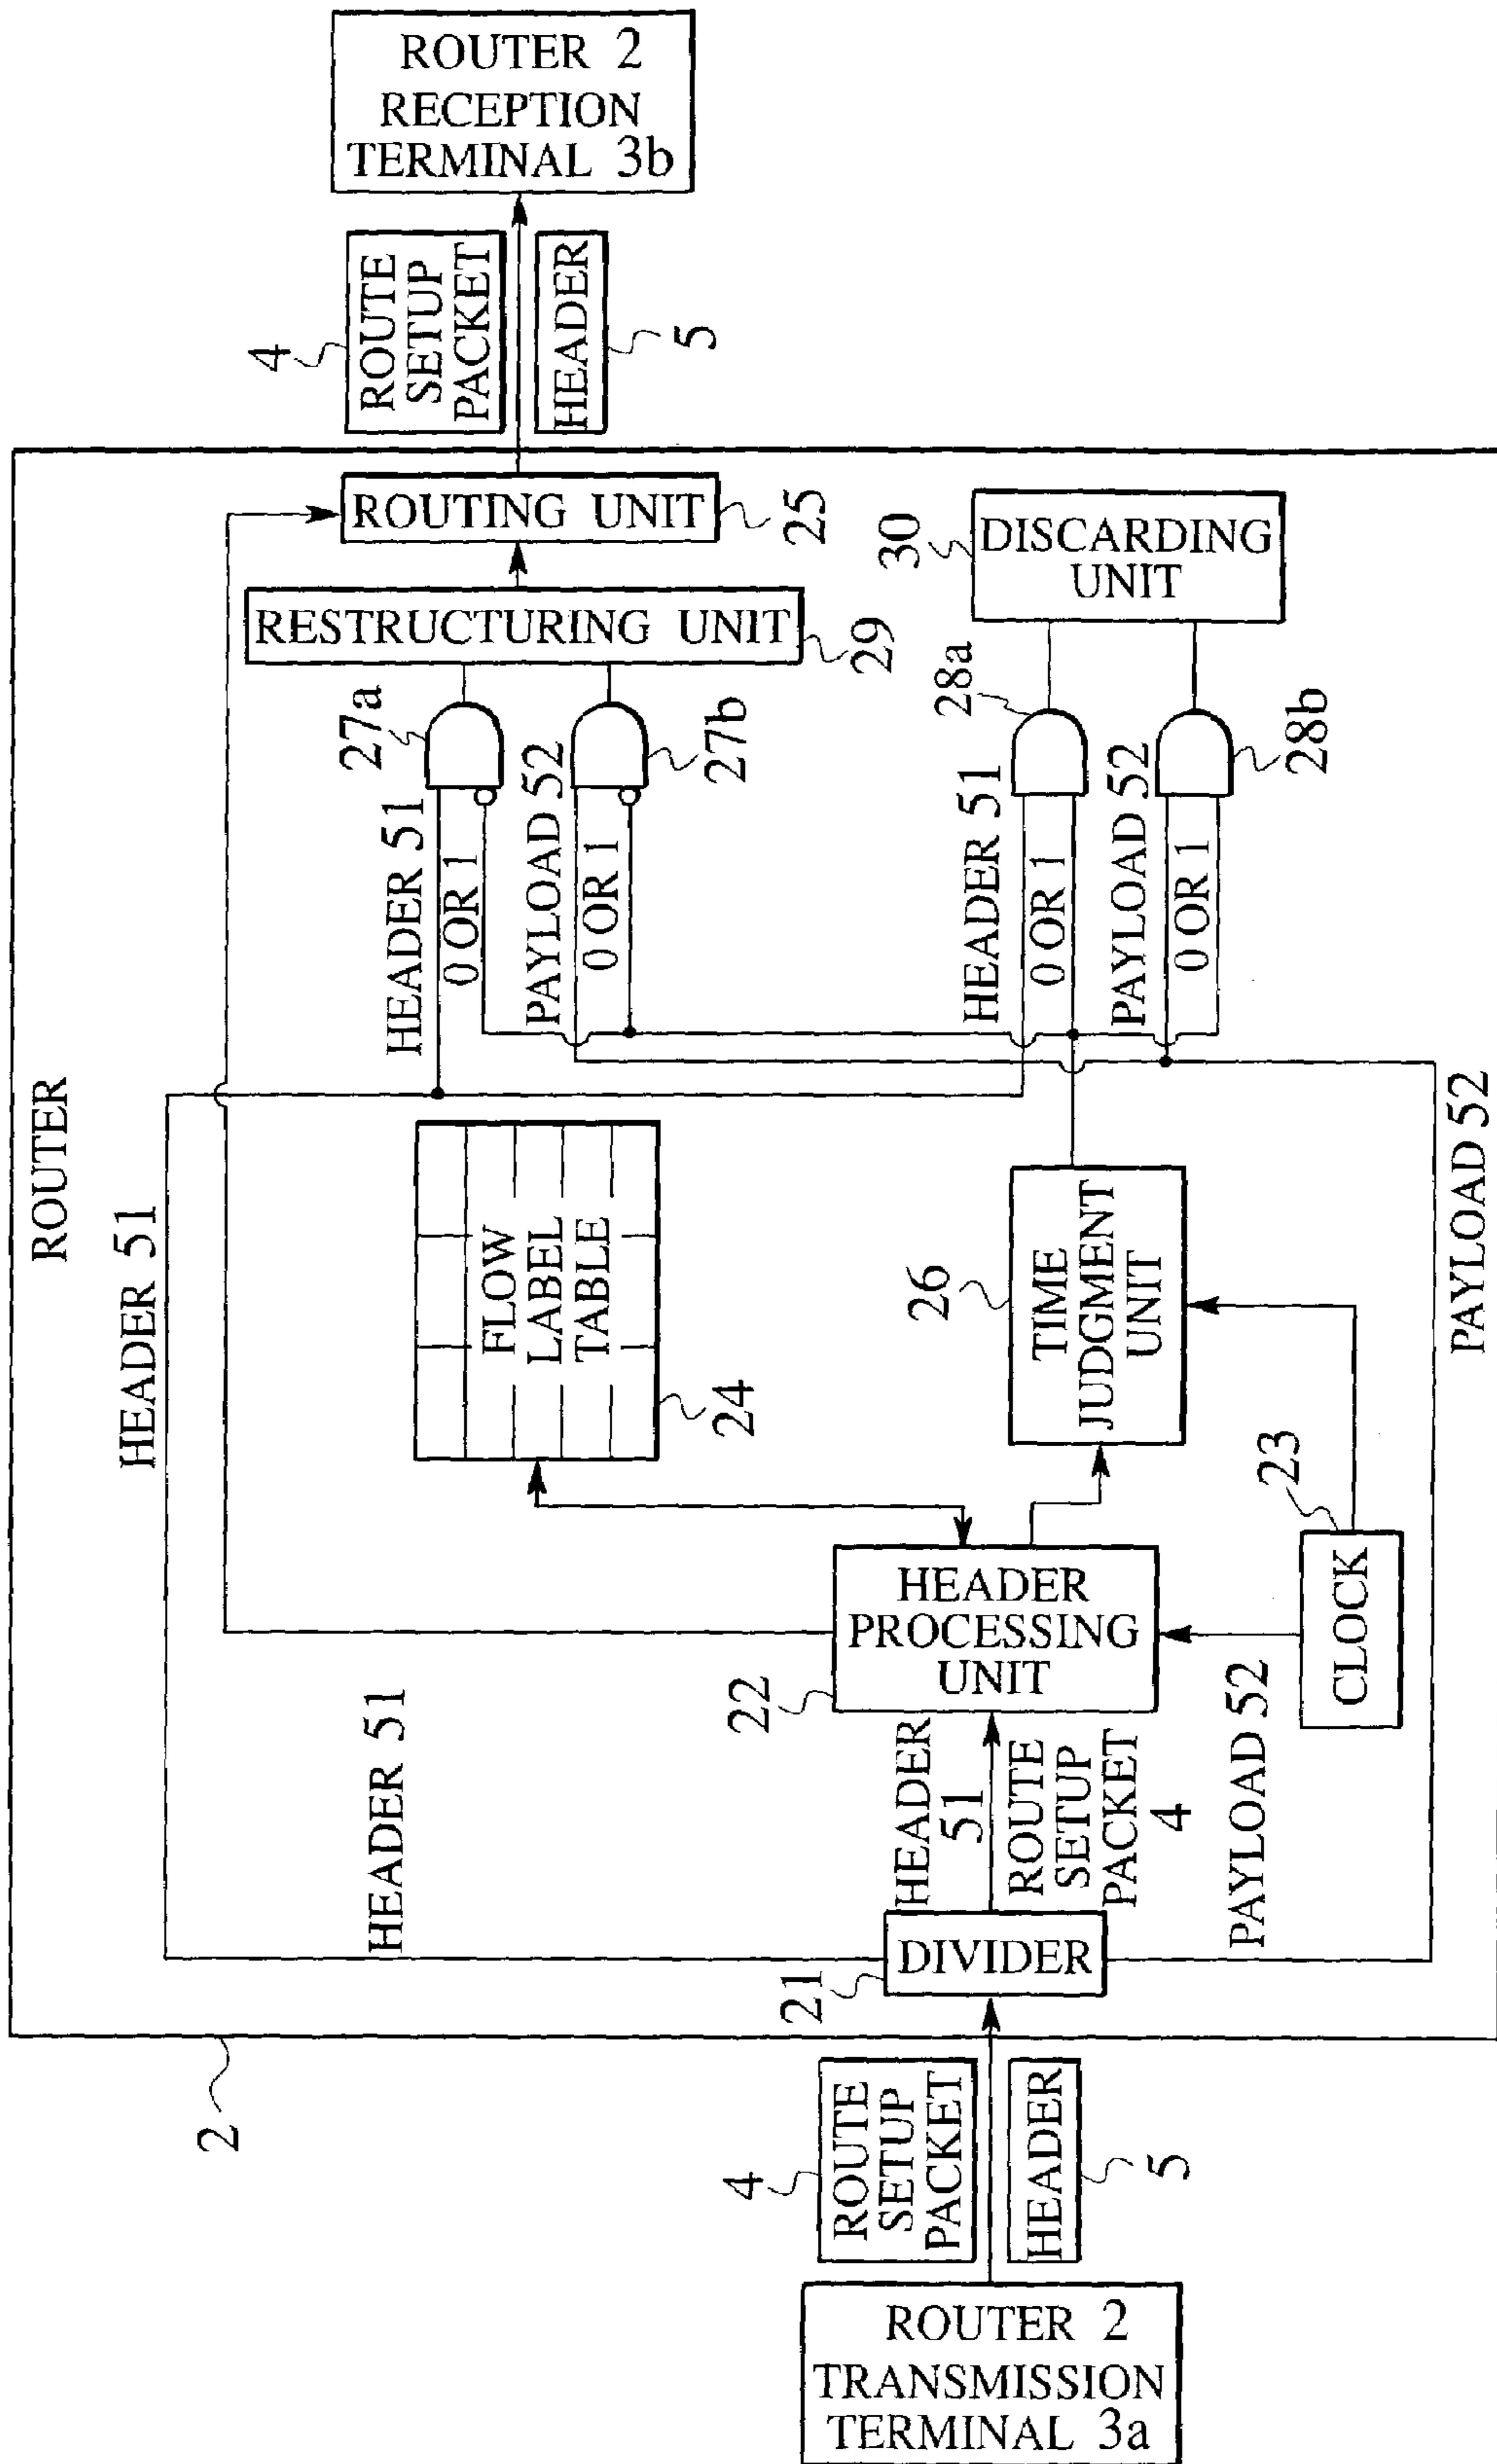 ROUTER
2
ROUTER 2
TRANSMISSION
TERMINAL 3a
4
ROUTE
SETUP
PACKET
HEADER
5
21
DIVIDER
HEADER 51
HEADER 51
HEADER
51
ROUTE
SETUP
PACKET
4
PAYLOAD 52
PAYLOAD 52
22
HEADER
PROCESSING
UNIT
CLOCK
23
FLOW
LABEL
TABLE
24
26
TIME
JUDGMENT
UNIT
HEADER 51
0 OR 1
PAYLOAD 52
0 OR 1
HEADER 51
0 OR 1
PAYLOAD 52
0 OR 1
27a
27b
28a
28b
RESTRUCTURING UNIT
29
ROUTING UNIT
25
30
DISCARDING
UNIT
4
ROUTE
SETUP
PACKET
HEADER
5
ROUTER 2
RECEPTION
TERMINAL 3b